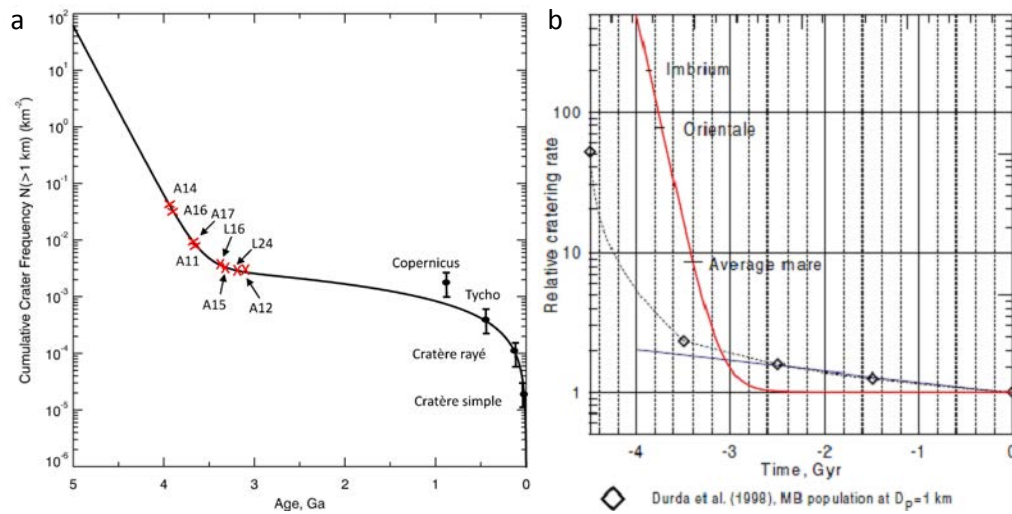 a
Cumulative Crater Frequency N(>1 km) (km⁻²)
10²
10¹
10⁰
10⁻¹
10⁻²
10⁻³
10⁻⁴
10⁻⁵
10⁻⁶
A14
A16
A17
L16
L24
A11
A15
A12
Copernicus
Tycho
Cratère rayé
Cratère simple
5 4 3 2 1 0
Age, Ga
b
Relative cratering rate
100
10
1
Imbrium
Orientale
Average mare
-4 -3 -2 -1 0
Time, Gyr
Durda et al. (1998), MB population at Dₚ=1 km